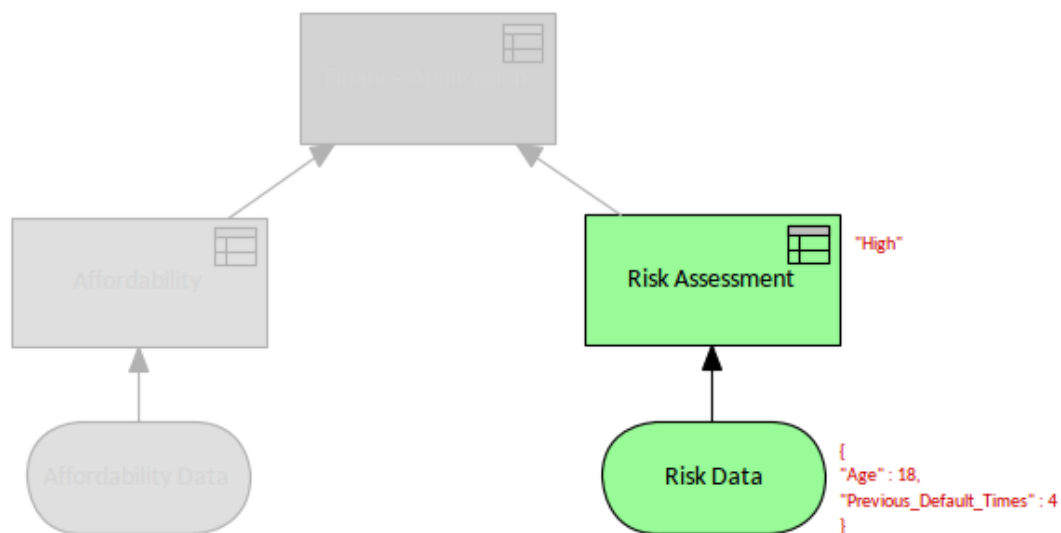 Affordability
Risk Assessment
"High"
Affordability Data
Risk Data
{
"Age" : 18,
"Previous_Default_Times" : 4
}